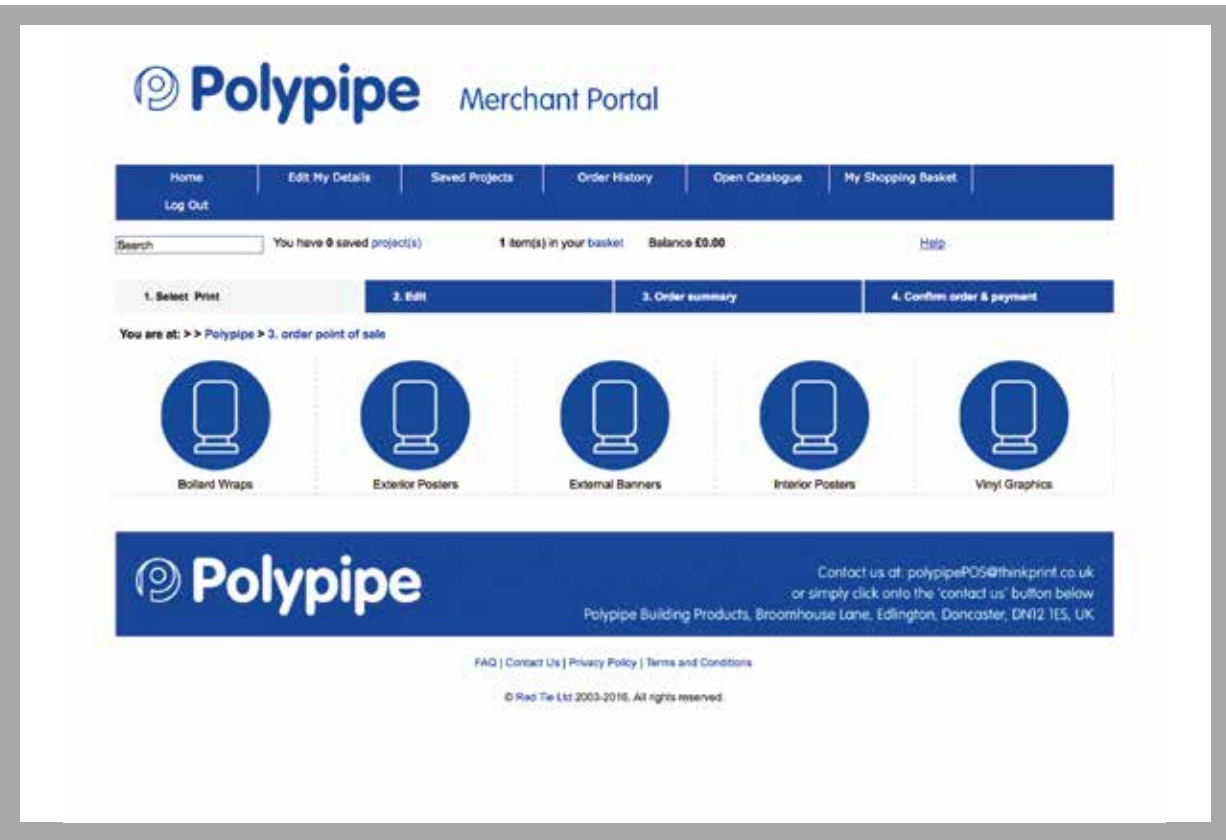 Polypipe Merchant Portal
Home Edit My Details Saved Projects Order History Open Catalogue My Shopping Basket
Log Out
Search You have 0 saved project(s) 1 item(s) in your basket Balance £0.00 Help
1. Select Print 2. Edit 3. Order summary 4. Confirm order & payment
You are at: > > Polypipe > 3. order point of sale
Bollard Wraps Exterior Posters External Banners Interior Posters Vinyl Graphics
Polypipe
Contact us at: polypipePOS@thinkprint.co.uk
or simply click onto the 'contact us' button below
Polypipe Building Products, Broomhouse Lane, Edlington, Doncaster, DN12 1ES, UK
FAQ | Contact Us | Privacy Policy | Terms and Conditions
© Red Tie Ltd 2003-2016. All rights reserved.